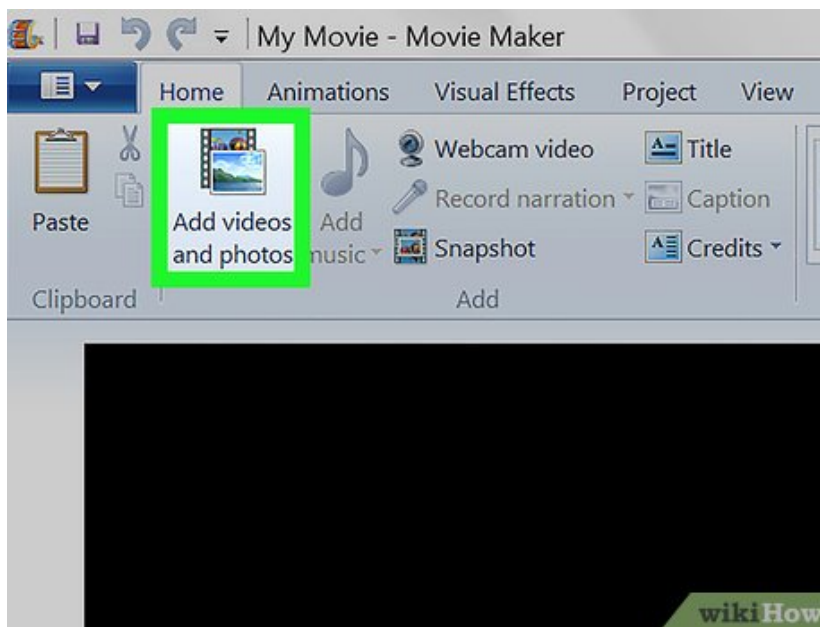 My Movie - Movie Maker
Home Animations Visual Effects Project View
Paste
Add videos
and photos
Add
music
Webcam video
Record narration
Snapshot
Title
Caption
Credits
Clipboard
Add
wikiHow